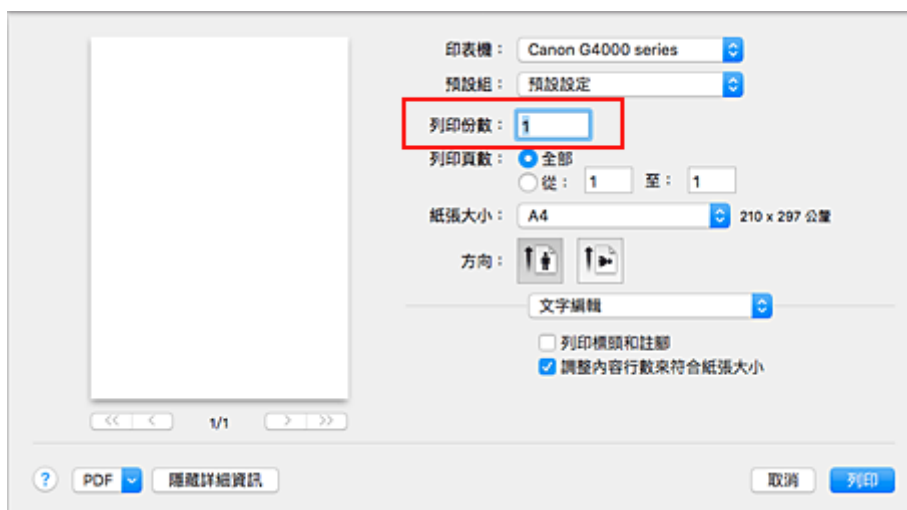 印表機： Canon G4000 series
預設組： 預設設定
列印份數： 1
列印頁數： 全部
從： 1 至： 1
紙張大小： A4 210 x 297 公釐
方向：
文字編輯
列印標頭和註腳
調整內容行數來符合紙張大小
<< < 1/1 > >>
? PDF 隱藏詳細資訊 取消 列印